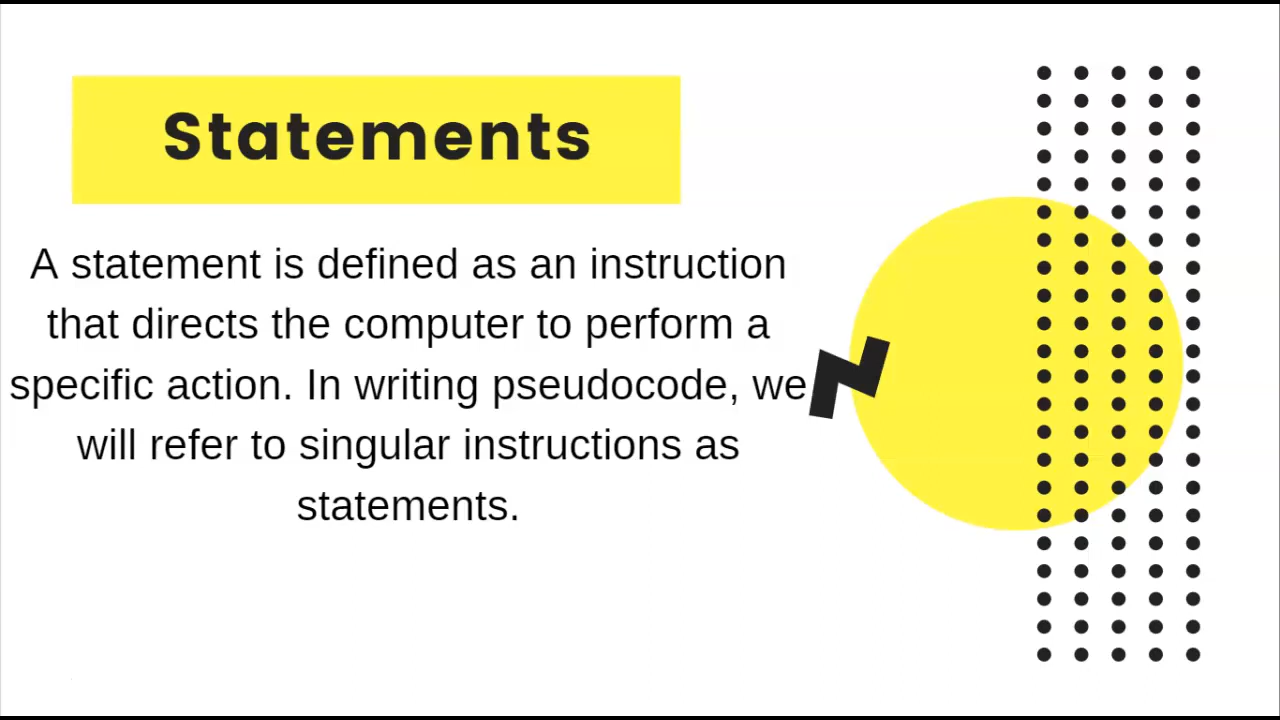 Statements
A statement is defined as an instruction
that directs the computer to perform a
specific action. In writing pseudocode, we
will refer to singular instructions as
statements.